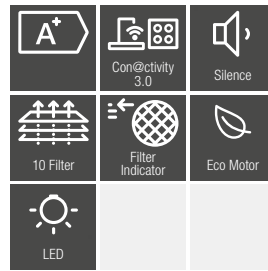 A+
Con@ctivity
3.0
Silence
10 Filter
Filter
Indicator
Eco Motor
LED